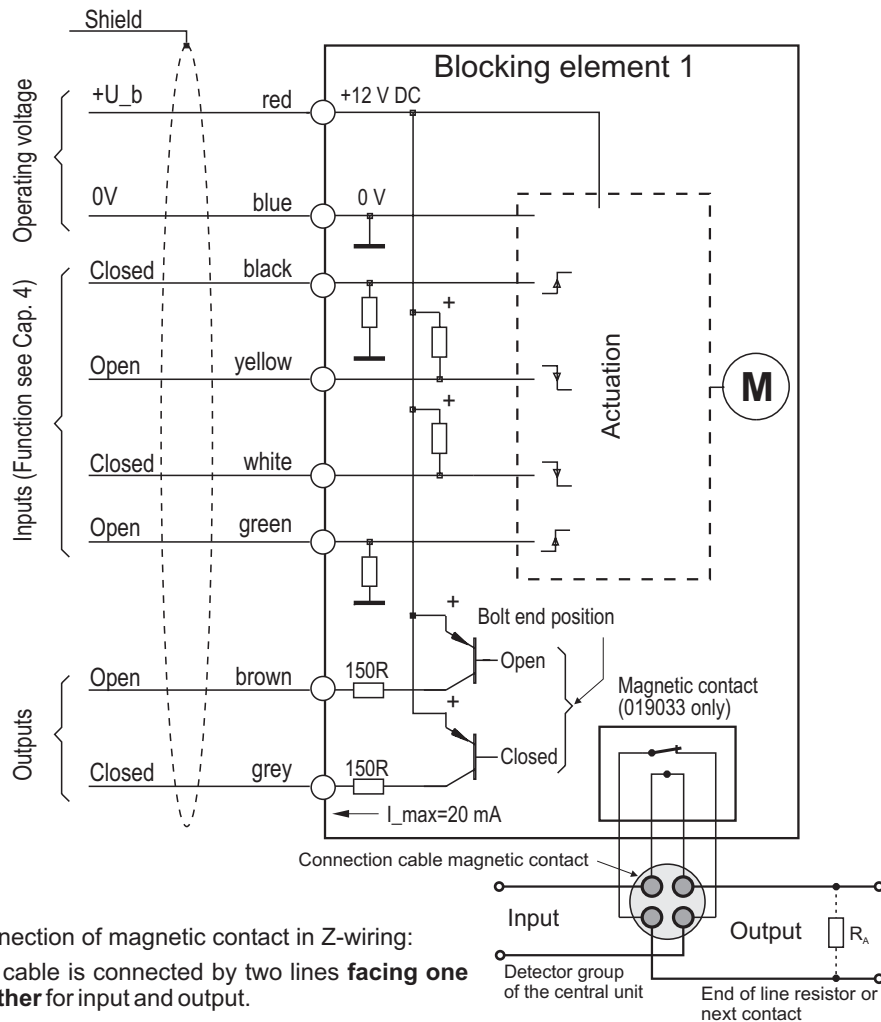 Shield
Blocking element 1
Operating voltage
+U_b
red
+12 V DC
0V
blue
0 V
Inputs (Function see Cap. 4)
Closed
black
+
Open
yellow
+
Closed
white
Open
green
Actuation
M
+
Bolt end position
Outputs
Open
brown
150R
Open
+
Closed
grey
150R
Closed
I_max=20 mA
Magnetic contact
(019033 only)
Connection cable magnetic contact
Input
Output
RA
Detector group
of the central unit
End of line resistor or
next contact
nection of magnetic contact in Z-wiring:
cable is connected by two lines facing one
ther for input and output.